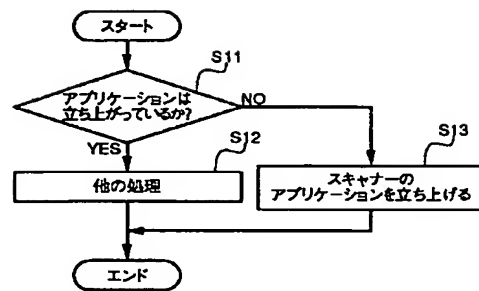 スタート
S11
アプリケーションは
立ち上がっているか?
NO
YES
S12
他の処理
S13
スキャナーの
アプリケーションを立ち上げる
エンド